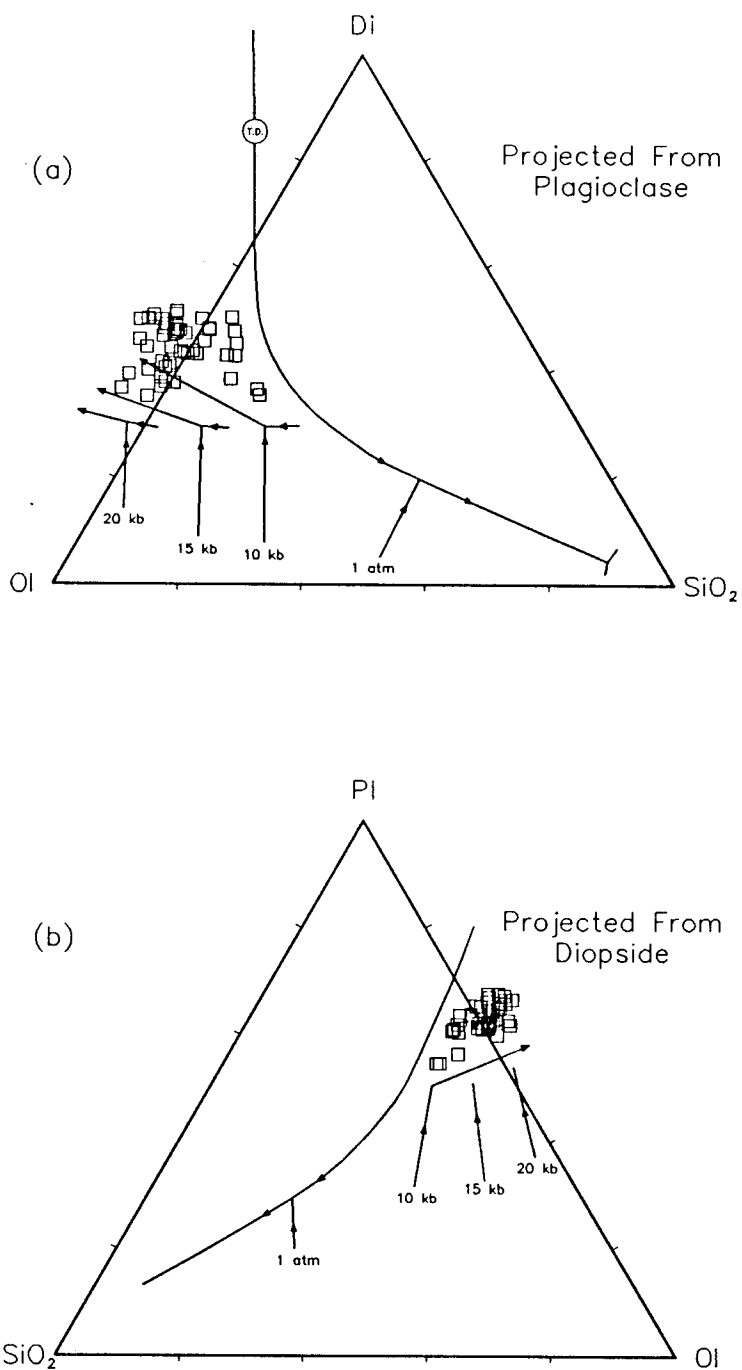 Di
T.D.
(a)
Projected From
Plagioclase
20 kb
15 kb
10 kb
1 atm
Ol
SiO₂
Pl
(b)
Projected From
Diopside
10 kb
15 kb
20 kb
1 atm
SiO₂
Ol